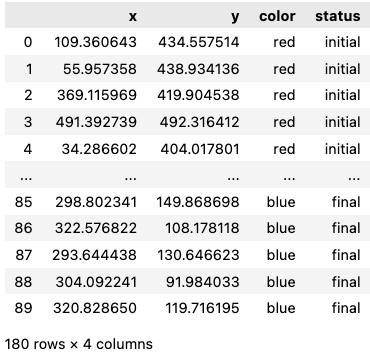 x y color status
0 109.360643 434.557514 red initial
1 55.957358 438.934136 red initial
2 369.115969 419.904538 red initial
3 491.392739 492.316412 red initial
4 34.286602 404.017801 red initial
... ... ... ... ...
85 298.802341 149.868698 blue final
86 322.576822 108.178118 blue final
87 293.644438 130.646623 blue final
88 304.092241 91.984033 blue final
89 320.828650 119.716195 blue final
180 rows × 4 columns